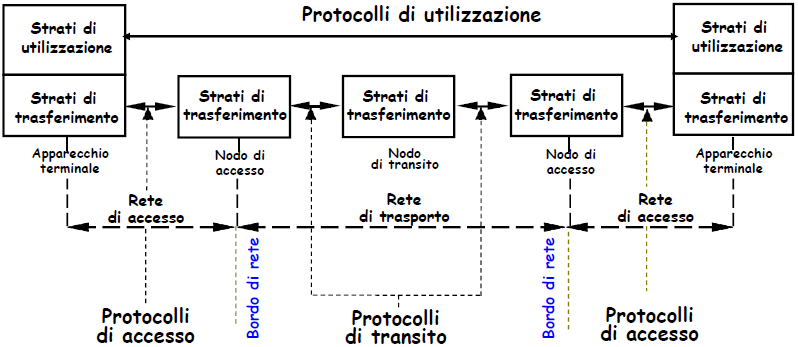 Protocolli di utilizzazione
Strati di
utilizzazione
Strati di
utilizzazione
Strati di
trasferimento
Strati di
trasferimento
Strati di
trasferimento
Strati di
trasferimento
Strati di
trasferimento
Apparecchio
terminale
Nodo di
accesso
Nodo
di transito
Nodo di
accesso
Apparecchio
terminale
Rete
di accesso
Rete
di trasporto
Rete
di accesso
Bordo di rete
Bordo di rete
Protocolli
di accesso
Protocolli
di transito
Protocolli
di accesso